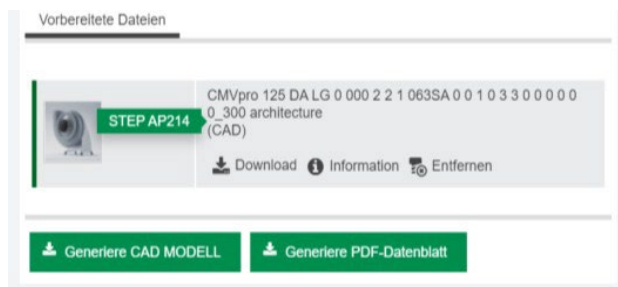 Vorbereitete Dateien
STEP AP214
CMVpro 125 DA LG 0 000 2 2 1 063SA 0 0 1 0 3 3 0 0 0 0 0
0_300 architecture
(CAD)
Download Information Entfernen
Generiere CAD MODELL Generiere PDF-Datenblatt